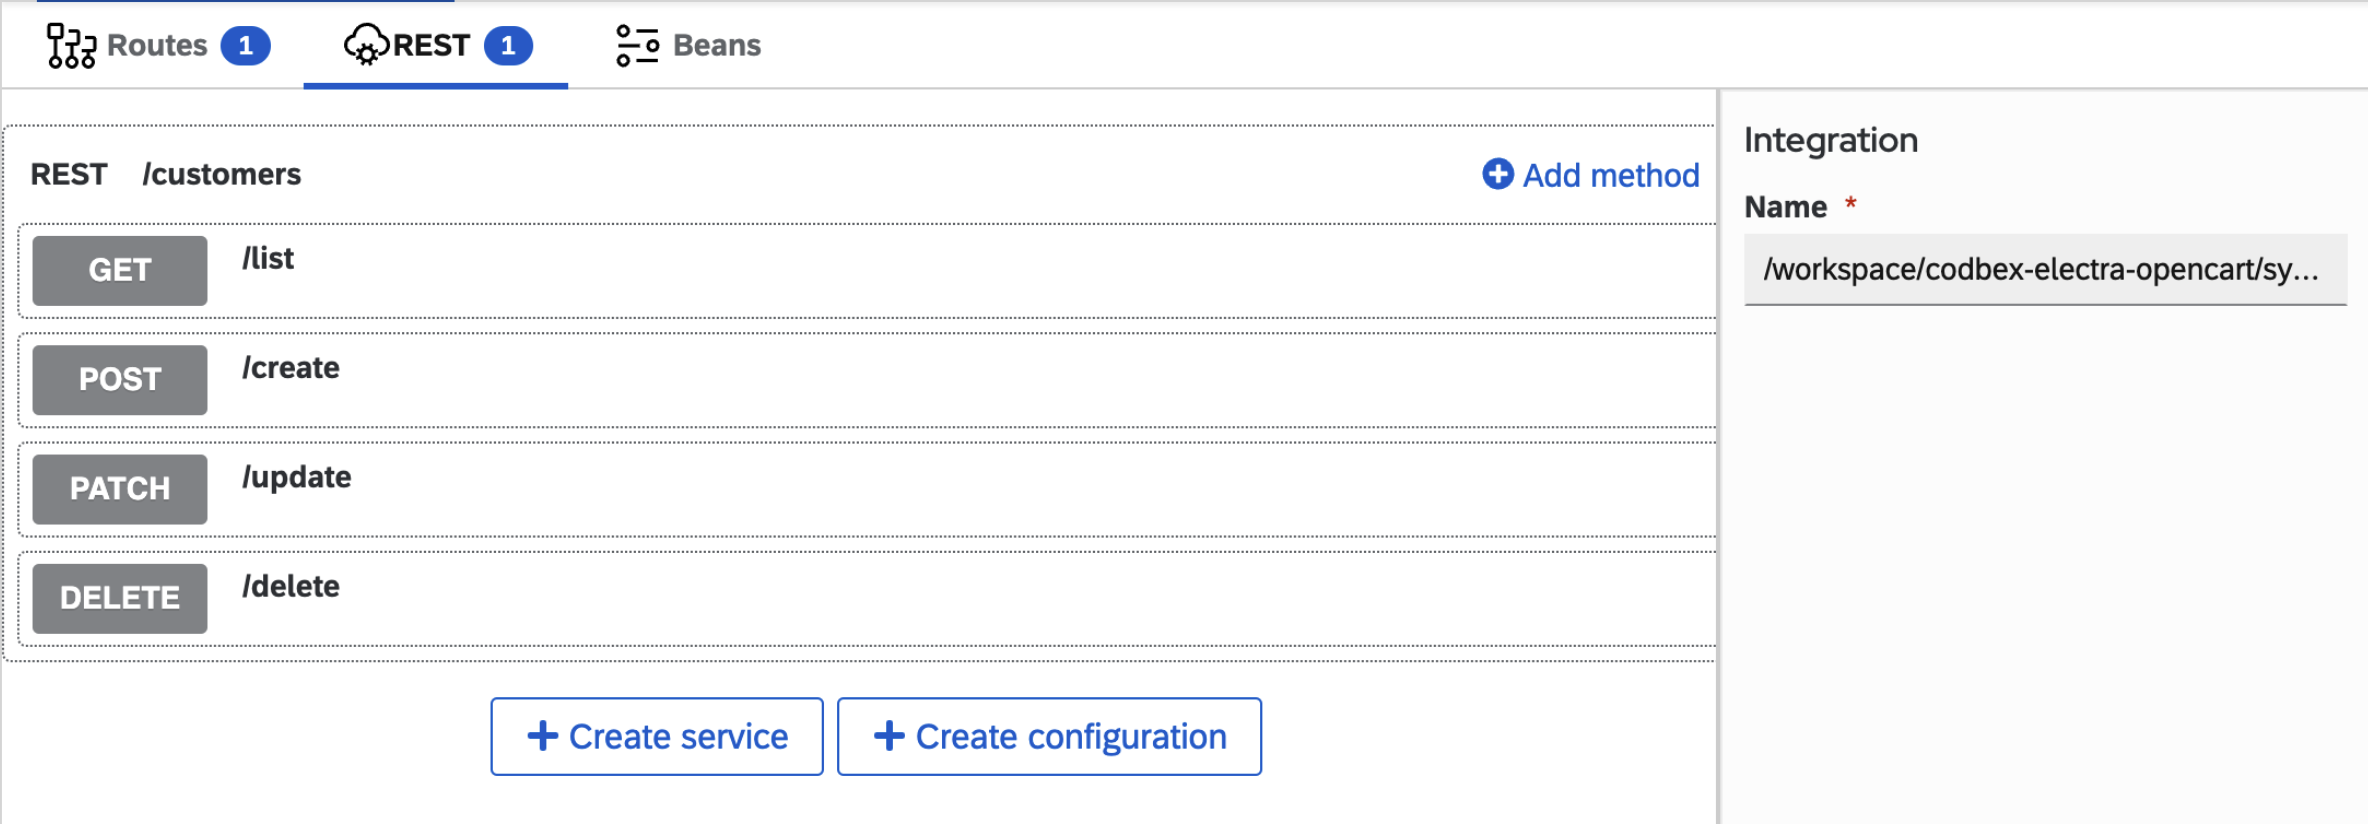 Routes 1 REST 1 Beans
REST /customers Add method
GET /list
POST /create
PATCH /update
DELETE /delete
Create service Create configuration
Integration
Name *
/workspace/codbex-electra-opencart/sy...